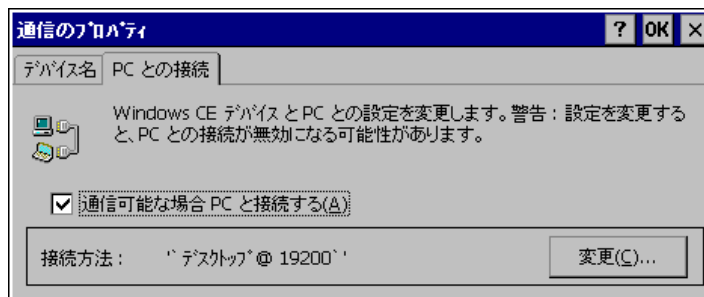 通信のﾌﾟﾛﾊﾟﾃｨ ? OK ×
ﾃﾞﾊﾞｲｽ名 PC との接続
Windows CE ﾃﾞﾊﾞｲｽ と PC との設定を変更します。警告：設定を変更する
と、PC との接続が無効になる可能性があります。
通信可能な場合 PC と接続する(A)
接続方法： '`ﾃﾞｽｸﾄｯﾌﾟ@ 19200`' 変更(C)...